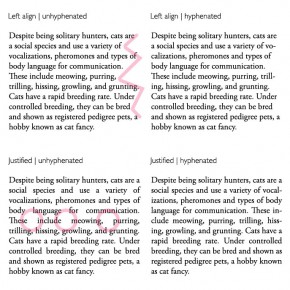 Left align | unhyphenated
Despite being solitary hunters, cats are
a social species and use a variety of
vocalizations, pheromones and types of
body language for communication.
These include meowing, purring,
trilling, hissing, growling, and grunting.
Cats have a rapid breeding rate. Under
controlled breeding, they can be bred
and shown as registered pedigree pets, a
hobby known as cat fancy.
Left align | hyphenated
Despite being solitary hunters, cats are
a social species and use a variety of vo-
calizations, pheromones and types of
body language for communication.
These include meowing, purring, trill-
ing, hissing, growling, and grunting.
Cats have a rapid breeding rate. Under
controlled breeding, they can be bred
and shown as registered pedigree pets, a
hobby known as cat fancy.
Justified | unhyphenated
Despite being solitary hunters, cats are
a social species and use a variety of
vocalizations, pheromones and types of
body language for communication.
These include meowing, purring,
trilling, hissing, growling, and grunting.
Cats have a rapid breeding rate. Under
controlled breeding, they can be bred
and shown as registered pedigree pets, a
hobby known as cat fancy.
Justified | hyphenated
Despite being solitary hunters, cats are a
social species and use a variety of vocal-
izations, pheromones and types of body
language for communication. These in-
clude meowing, purring, trilling, hiss-
ing, growling, and grunting. Cats have
a rapid breeding rate. Under controlled
breeding, they can be bred and shown
as registered pedigree pets, a hobby
known as cat fancy.